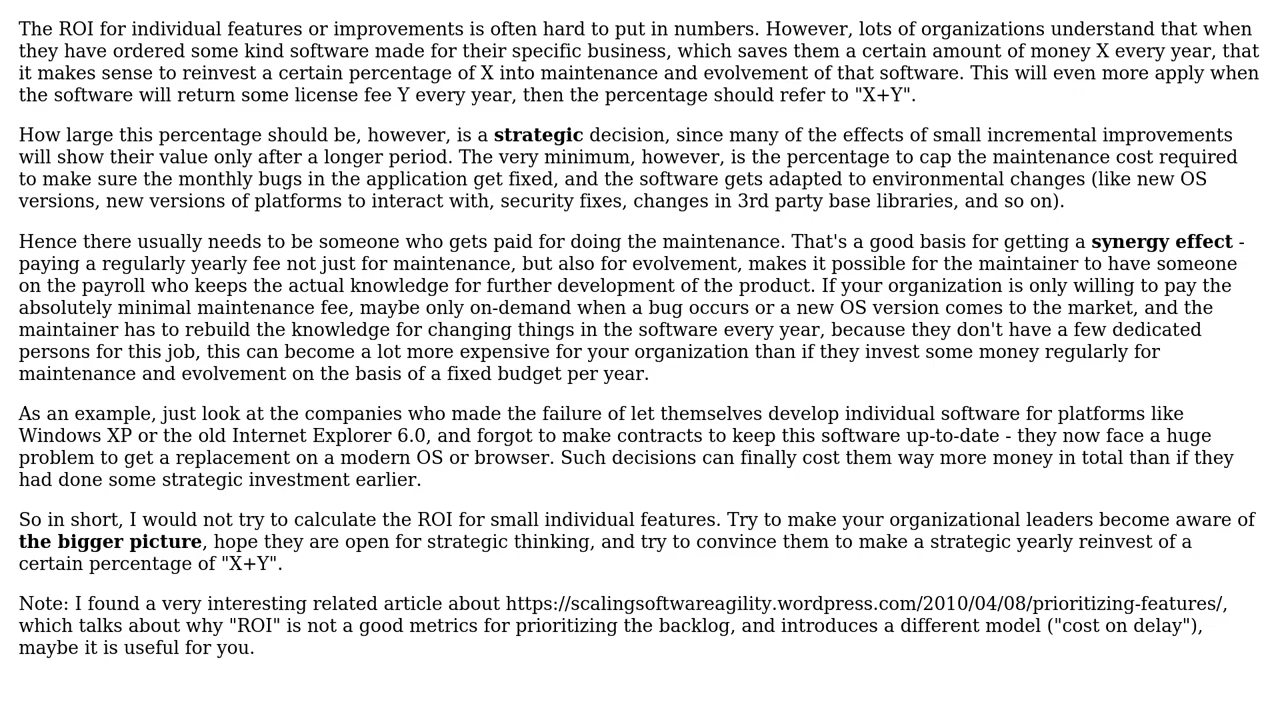 The ROI for individual features or improvements is often hard to put in numbers. However, lots of organizations understand that when
they have ordered some kind software made for their specific business, which saves them a certain amount of money X every year, that
it makes sense to reinvest a certain percentage of X into maintenance and evolvement of that software. This will even more apply when
the software will return some license fee Y every year, then the percentage should refer to "X+Y".
How large this percentage should be, however, is a strategic decision, since many of the effects of small incremental improvements
will show their value only after a longer period. The very minimum, however, is the percentage to cap the maintenance cost required
to make sure the monthly bugs in the application get fixed, and the software gets adapted to environmental changes (like new OS
versions, new versions of platforms to interact with, security fixes, changes in 3rd party base libraries, and so on).
Hence there usually needs to be someone who gets paid for doing the maintenance. That's a good basis for getting a synergy effect -
paying a regularly yearly fee not just for maintenance, but also for evolvement, makes it possible for the maintainer to have someone
on the payroll who keeps the actual knowledge for further development of the product. If your organization is only willing to pay the
absolutely minimal maintenance fee, maybe only on-demand when a bug occurs or a new OS version comes to the market, and the
maintainer has to rebuild the knowledge for changing things in the software every year, because they don't have a few dedicated
persons for this job, this can become a lot more expensive for your organization than if they invest some money regularly for
maintenance and evolvement on the basis of a fixed budget per year.
As an example, just look at the companies who made the failure of let themselves develop individual software for platforms like
Windows XP or the old Internet Explorer 6.0, and forgot to make contracts to keep this software up-to-date - they now face a huge
problem to get a replacement on a modern OS or browser. Such decisions can finally cost them way more money in total than if they
had done some strategic investment earlier.
So in short, I would not try to calculate the ROI for small individual features. Try to make your organizational leaders become aware of
the bigger picture, hope they are open for strategic thinking, and try to convince them to make a strategic yearly reinvest of a
certain percentage of "X+Y".
Note: I found a very interesting related article about https://scalingsoftwareagility.wordpress.com/2010/04/08/prioritizing-features/,
which talks about why "ROI" is not a good metrics for prioritizing the backlog, and introduces a different model ("cost on delay"),
maybe it is useful for you.